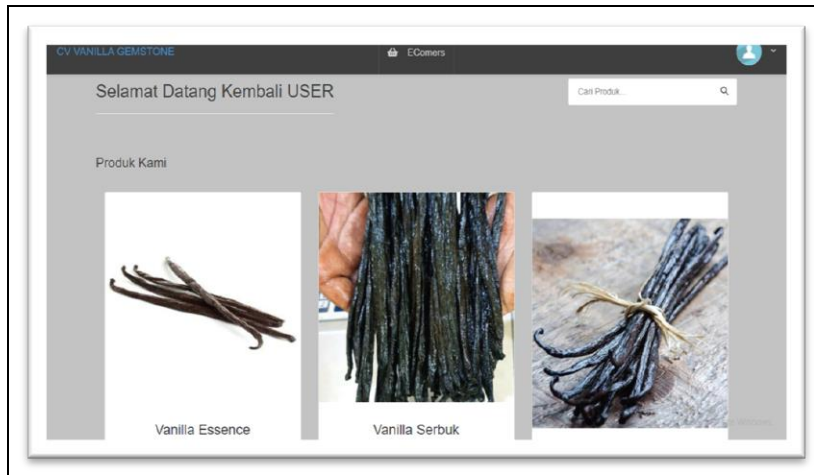 CV VANILLA GEMSTONE
EComers
Selamat Datang Kembali USER
Cari Produk...
Produk Kami
Vanilla Essence
Vanilla Serbuk